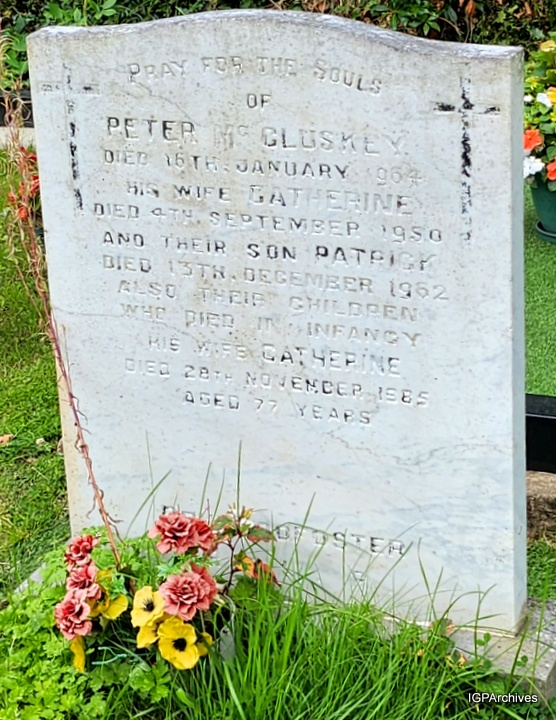 PRAY FOR THE SOULS
OF
PETER Mc CLUSKEY
DIED 16TH JANUARY 1964
HIS WIFE CATHERINE
DIED 4TH SEPTEMBER 1950
AND THEIR SON PATRICK
DIED 13TH DECEMBER 1962
ALSO THEIR CHILDREN
WHO DIED IN INFANCY
HIS WIFE CATHERINE
DIED 28TH NOVEMBER 1985
AGED 77 YEARS
IGPArchives